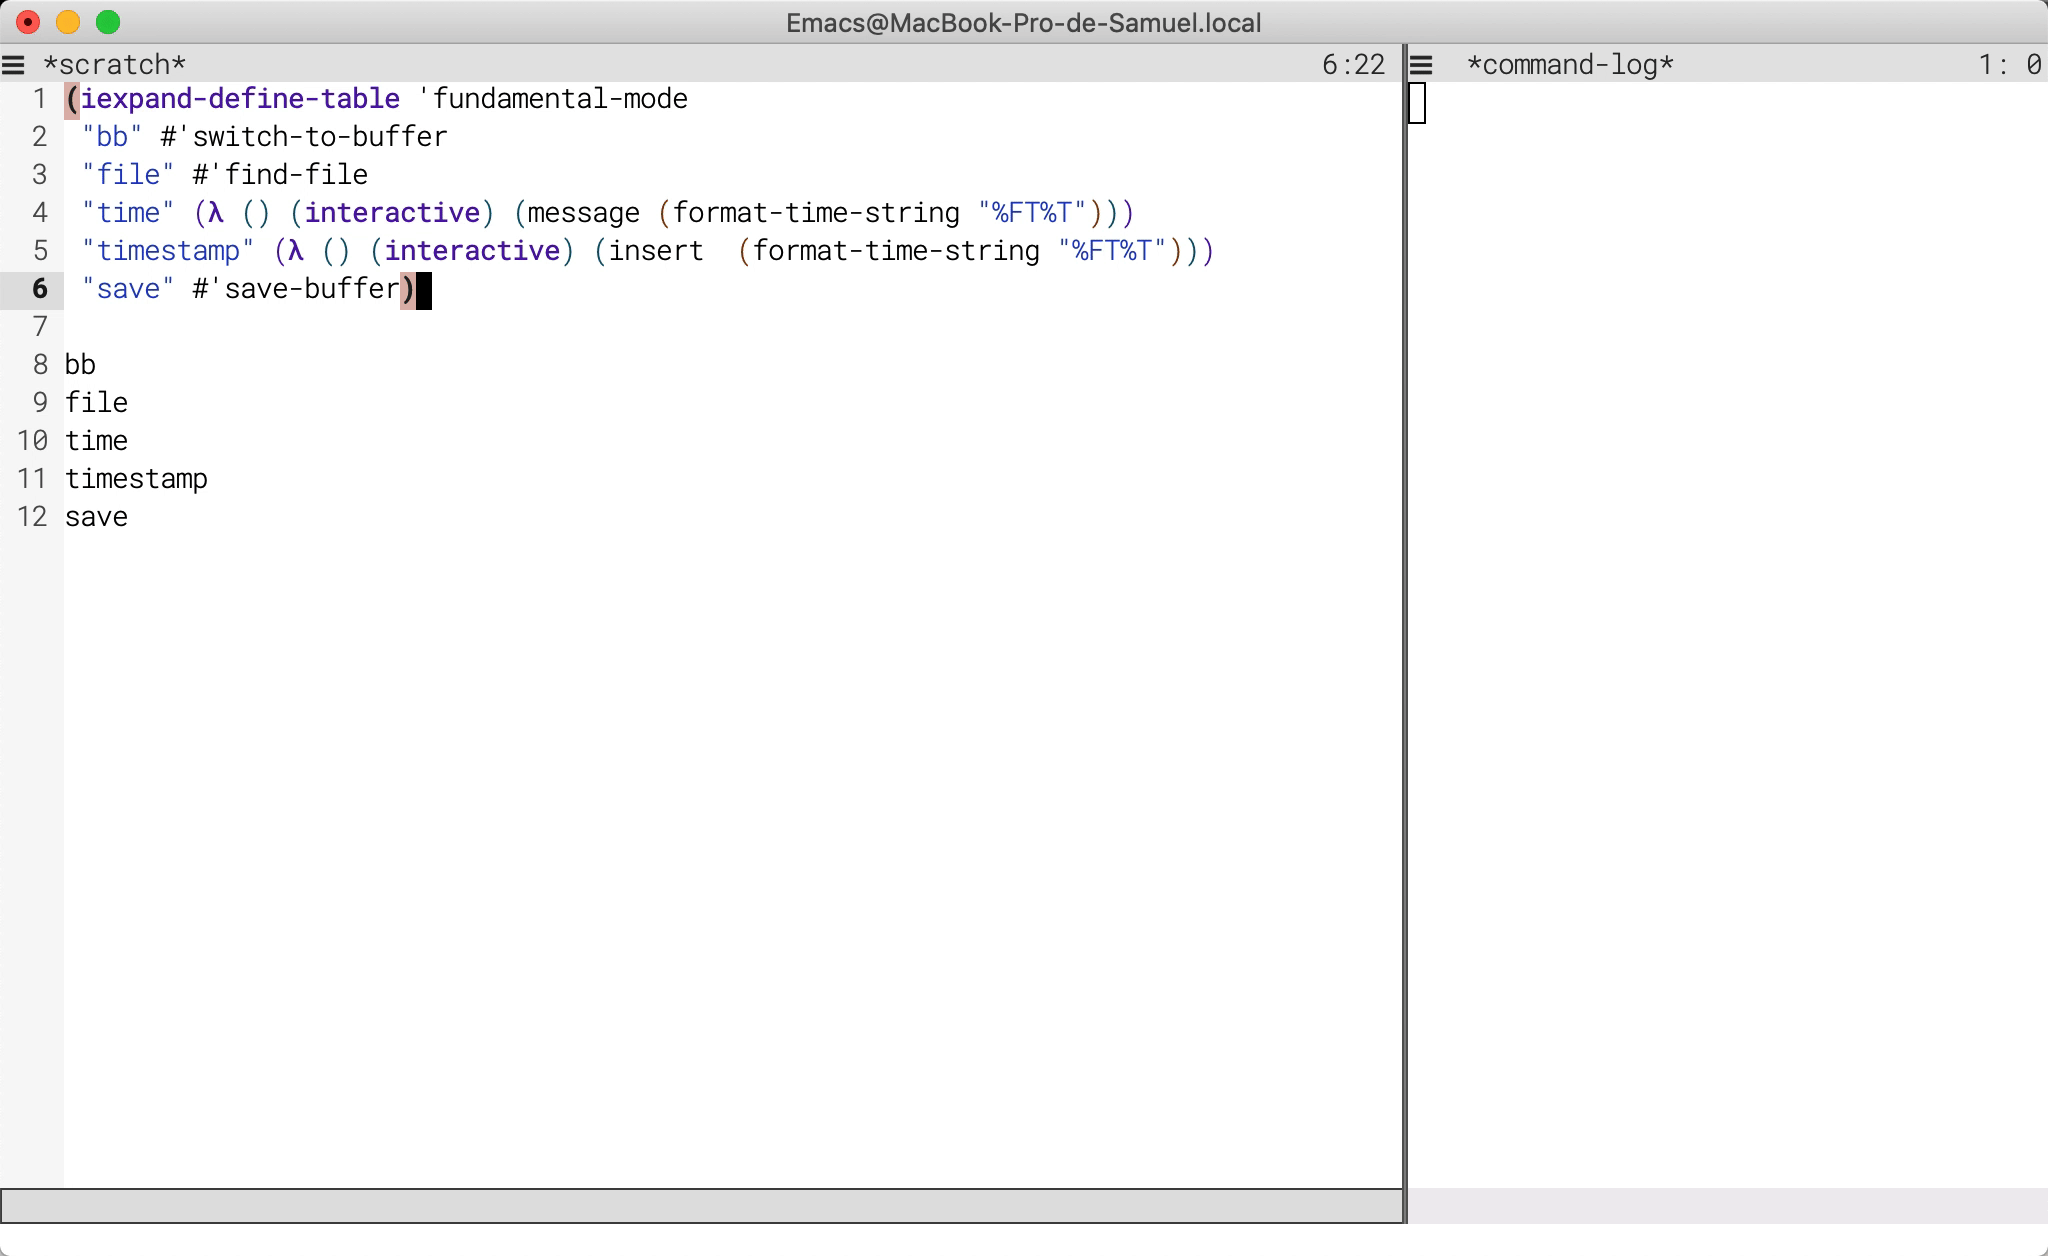 Emacs@MacBook-Pro-de-Samuel.local
*scratch* 6:22
1 (iexpand-define-table 'fundamental-mode
2 "bb" #'switch-to-buffer
3 "file" #'find-file
4 "time" (λ () (interactive) (message (format-time-string "%FT%T")))
5 "timestamp" (λ () (interactive) (insert  (format-time-string "%FT%T")))
6 "save" #'save-buffer)
7
8 bb
9 file
10 time
11 timestamp
12 save
*command-log* 1: 0